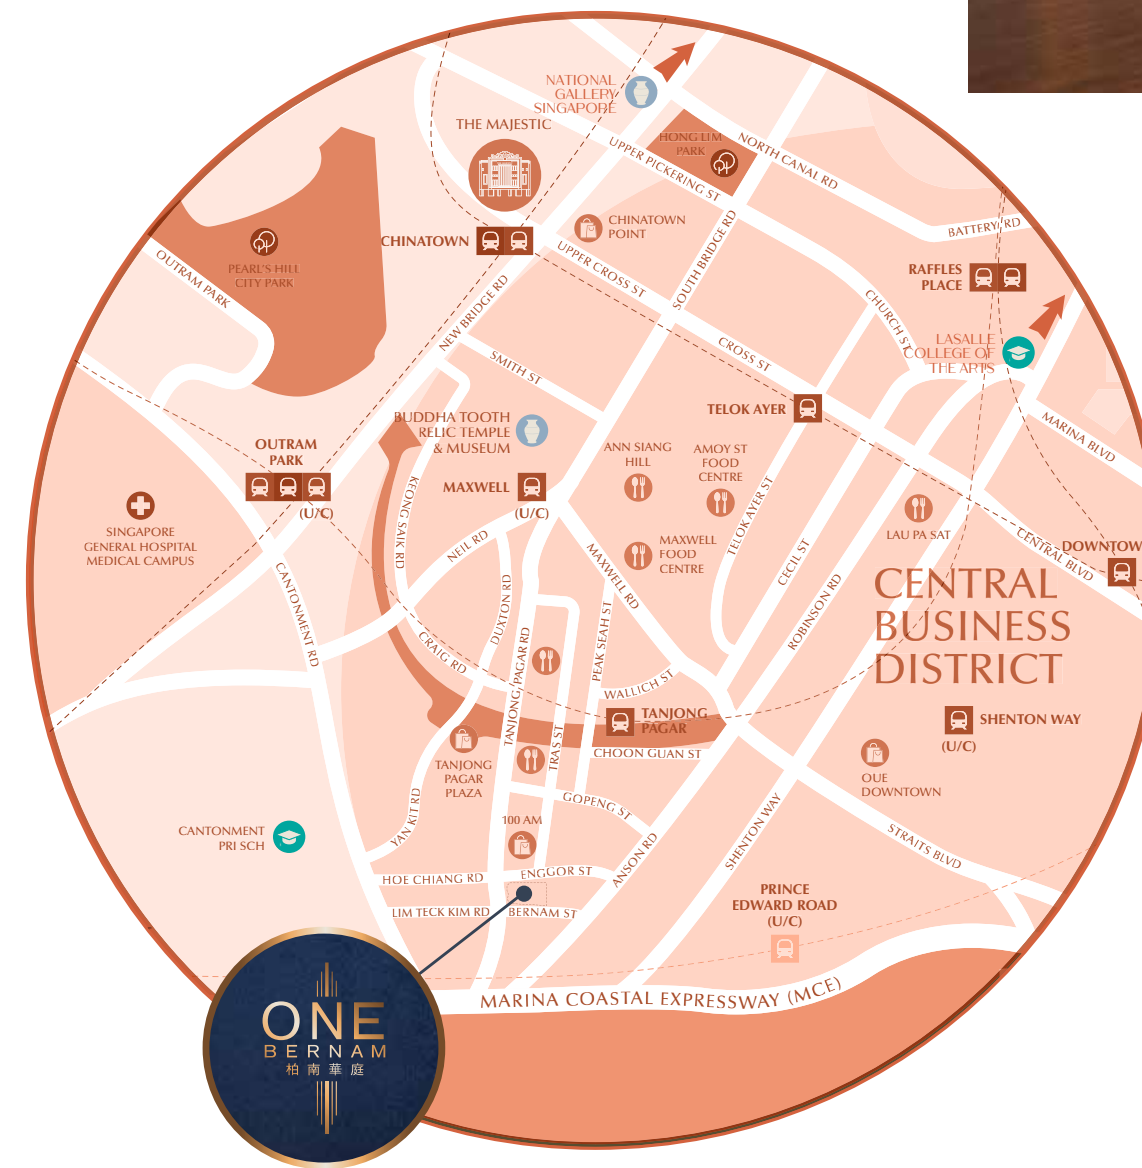 NATIONAL
GALLERY
SINGAPORE
THE MAJESTIC
HONG LIM
PARK
NORTH CANAL RD
UPPER PICKERING ST
CHINATOWN
CHINATOWN
POINT
BATTERY RD
SOUTH BRIDGE RD
PEARL'S HILL
CITY PARK
OUTRAM PARK
UPPER CROSS ST
RAFFLES
PLACE
NEW BRIDGE RD
CHURCH ST
LASALLE
COLLEGE OF
THE ARTS
SMITH ST
CROSS ST
TELOK AYER
BUDDHA TOOTH
RELIC TEMPLE
& MUSEUM
MARINA BLVD
OUTRAM
PARK
(U/C)
ANN SIANG
HILL
AMOY ST
FOOD
CENTRE
MAXWELL
(U/C)
KEONG SAIK RD
TELOK AYER ST
LAU PA SAT
SINGAPORE
GENERAL HOSPITAL
MEDICAL CAMPUS
NEIL RD
MAXWELL
FOOD
CENTRE
CECIL ST
CENTRAL BLVD
DOWNTOW
MAXWELL RD
CANTONMENT RD
DUXTON RD
ROBINSON RD
CENTRAL
BUSINESS
DISTRICT
CRAIG RD
TANJONG PAGAR RD
PEAK SEAH ST
WALLICH ST
TANJONG
PAGAR
SHENTON WAY
(U/C)
TRAS ST
CHOON GUAN ST
TANJONG
PAGAR
PLAZA
OUE
DOWNTOWN
YAN KIT RD
GOPENG ST
100 AM
SHENTON WAY
STRAITS BLVD
CANTONMENT
PRI SCH
ANSON RD
HOE CHIANG RD
ENGGOR ST
PRINCE
EDWARD ROAD
(U/C)
LIM TECK KIM RD
BERNAM ST
MARINA COASTAL EXPRESSWAY (MCE)
ONE
BERNAM
柏南華庭